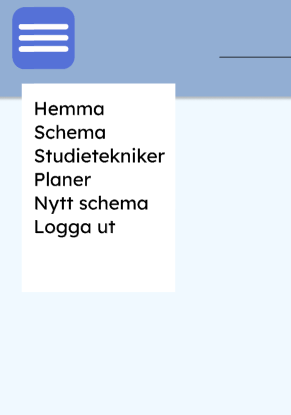 Hemma
Schema
Studietekniker
Planer
Nytt schema
Logga ut